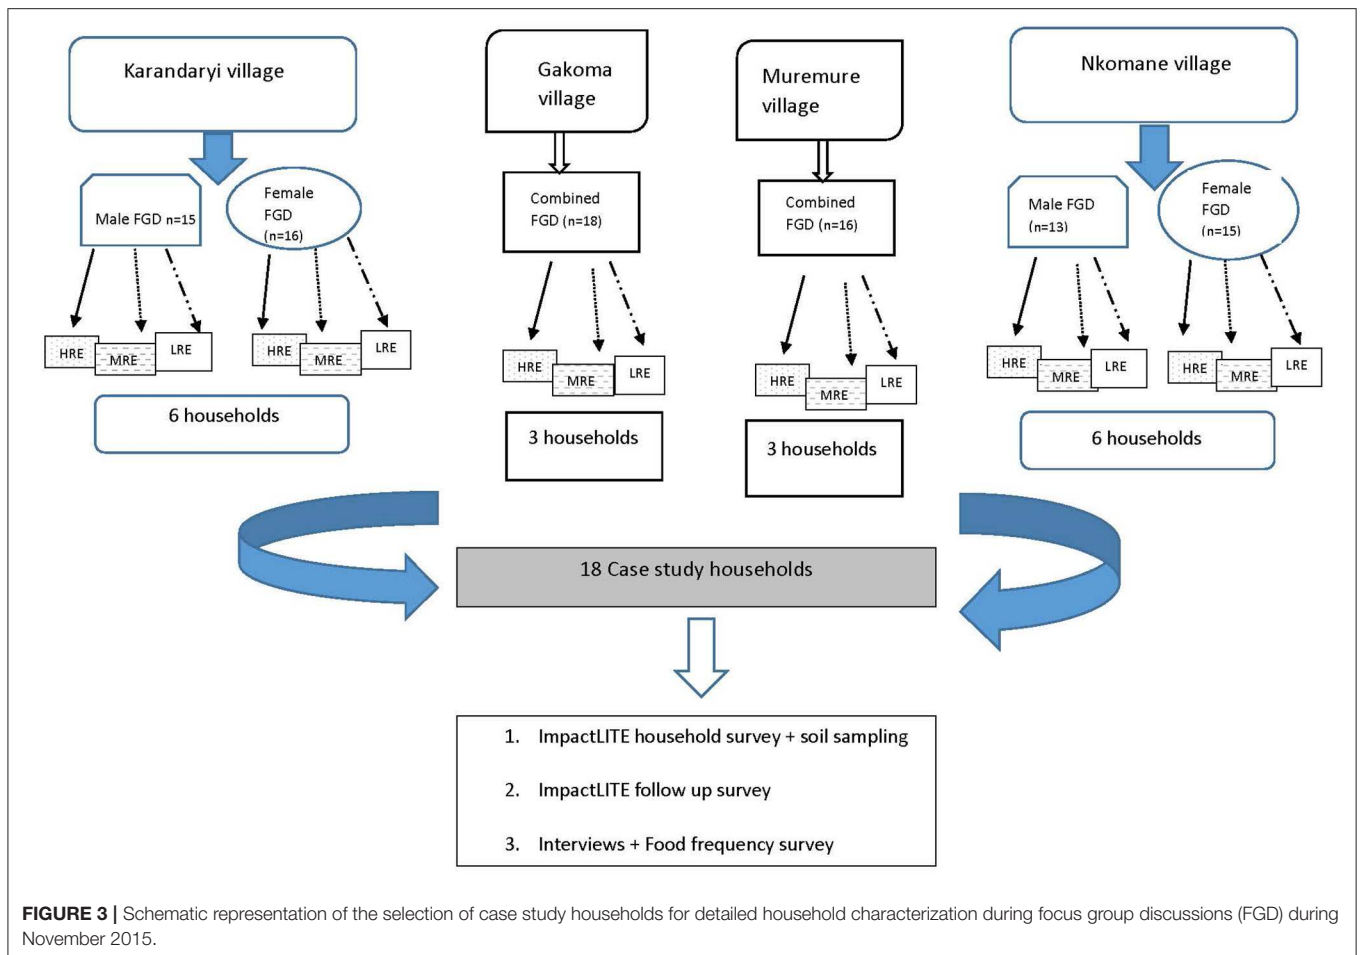 Karandaryi village
Gakoma
village
Muremure
village
Nkomane village
Male FGD n=15
Female
FGD
(n=16)
Combined
FGD (n=18)
Combined
FGD (n=16)
Male FGD
(n=13)
Female
FGD
(n=15)
HRE
MRE
LRE
HRE
MRE
LRE
HRE
MRE
LRE
HRE
MRE
LRE
HRE
MRE
LRE
HRE
MRE
LRE
6 households
3 households
3 households
6 households
18 Case study households
1. ImpactLITE household survey + soil sampling
2. ImpactLITE follow up survey
3. Interviews + Food frequency survey
FIGURE 3 | Schematic representation of the selection of case study households for detailed household characterization during focus group discussions (FGD) during
November 2015.